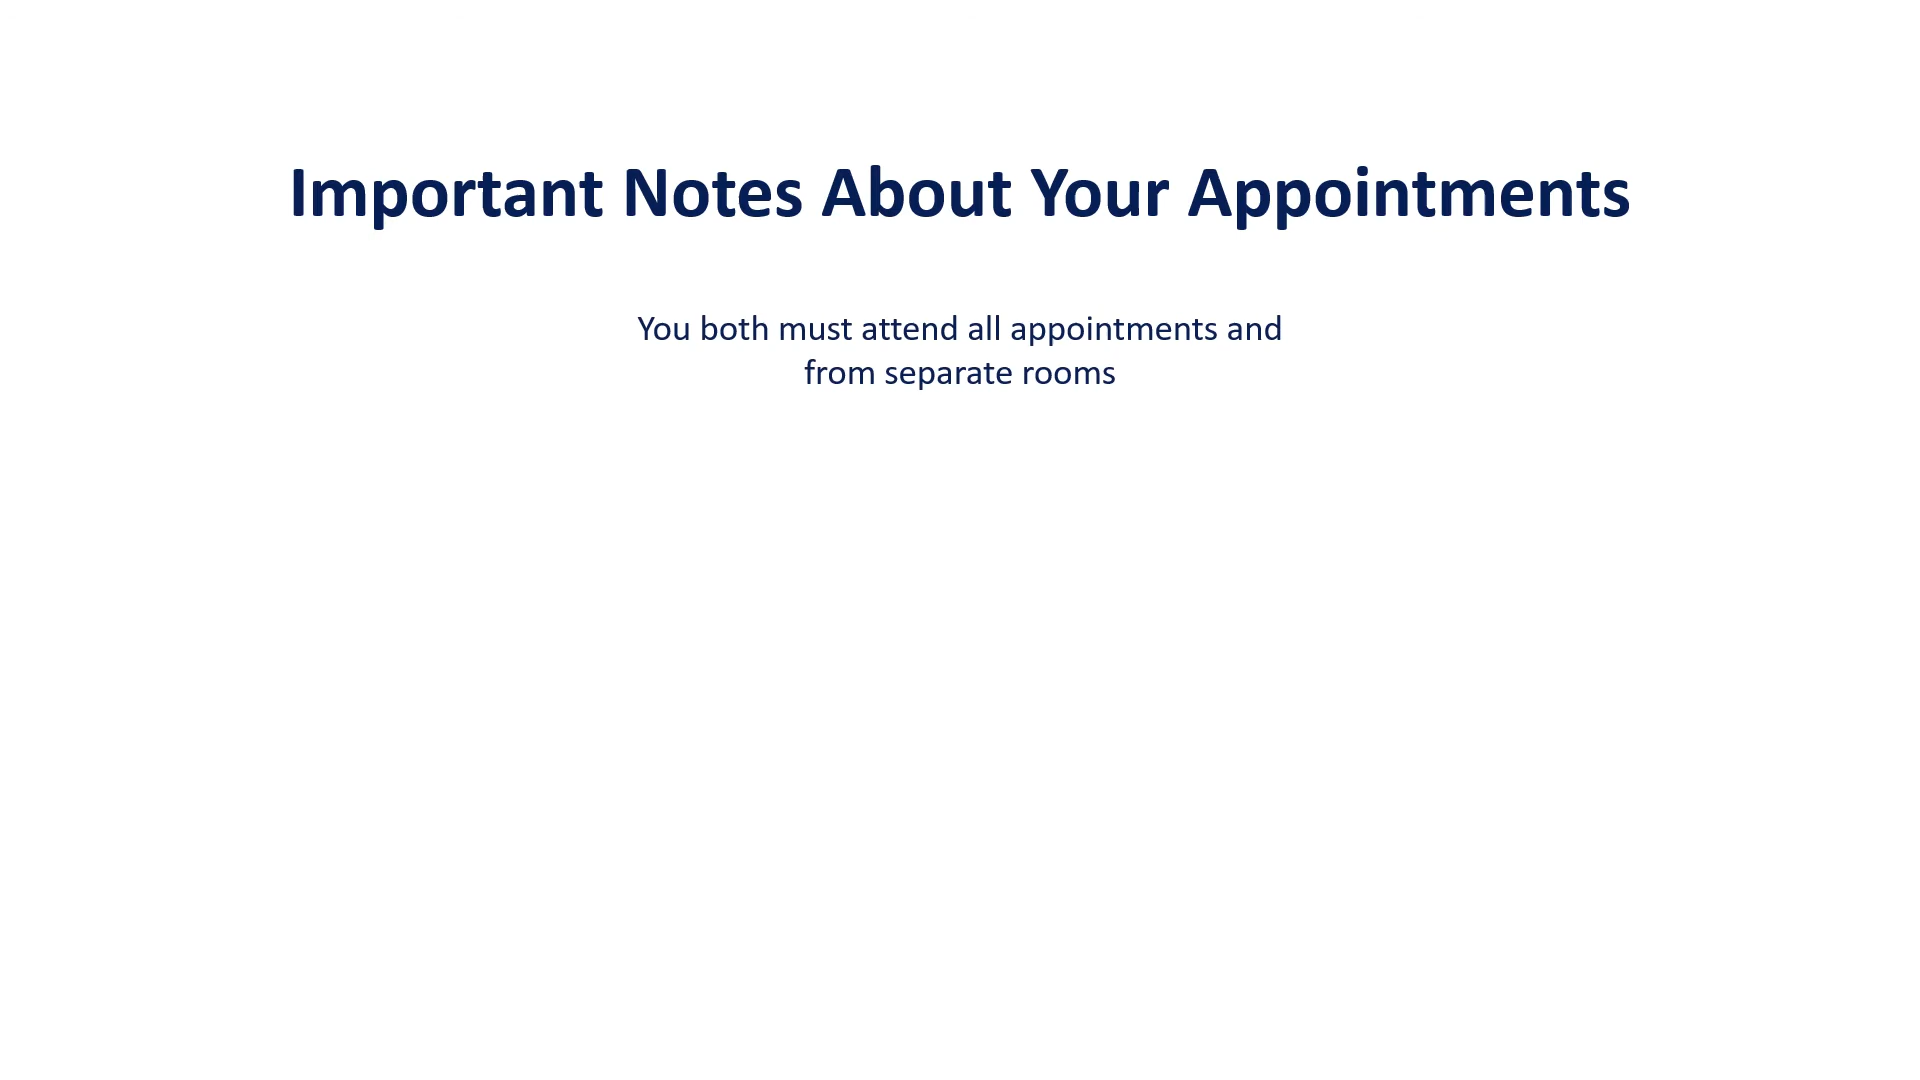 Important Notes About Your Appointments
You both must attend all appointments and
from separate rooms